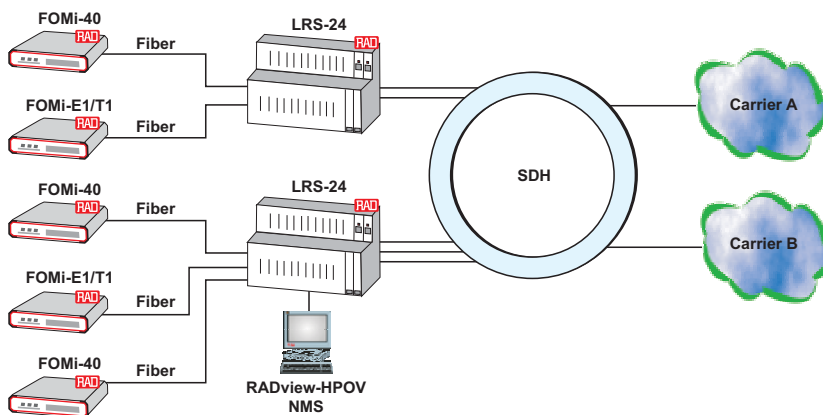 FOMi-40
RAD
Fiber
LRS-24
RAD
FOMi-E1/T1
RAD
Fiber
Carrier A
SDH
FOMi-40
RAD
Fiber
LRS-24
RAD
Carrier B
FOMi-E1/T1
RAD
Fiber
FOMi-40
RAD
Fiber
RADview-HPOV
NMS